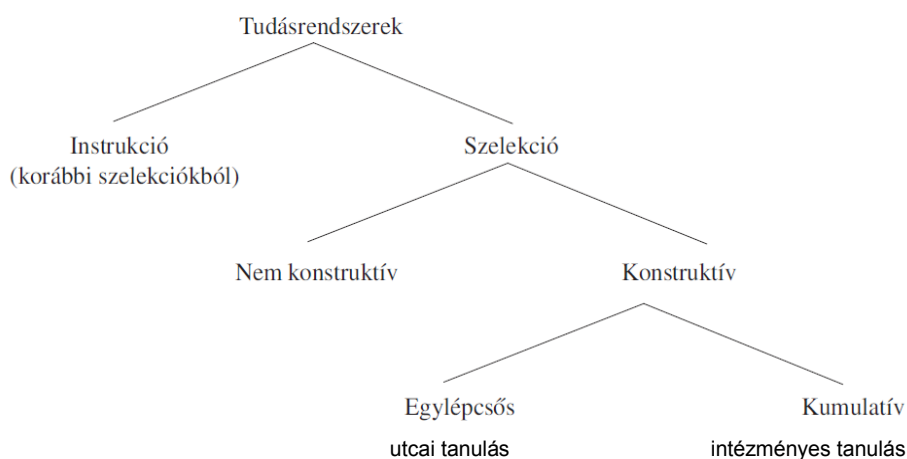 Tudásrendszerek
Instrukció
(korábbi szelekciókból)
Szelekció
Nem konstruktív
Konstruktív
Egylépcsős
Kumulatív
utcai tanulás
intézményes tanulás